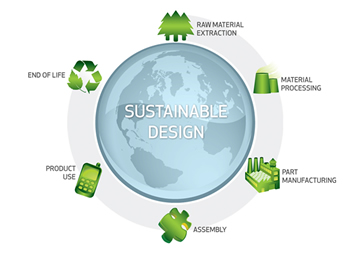 RAW MATERIAL
EXTRACTION
END OF LIFE
MATERIAL
PROCESSING
SUSTAINABLE
DESIGN
PRODUCT
USE
PART
MANUFACTURING
ASSEMBLY